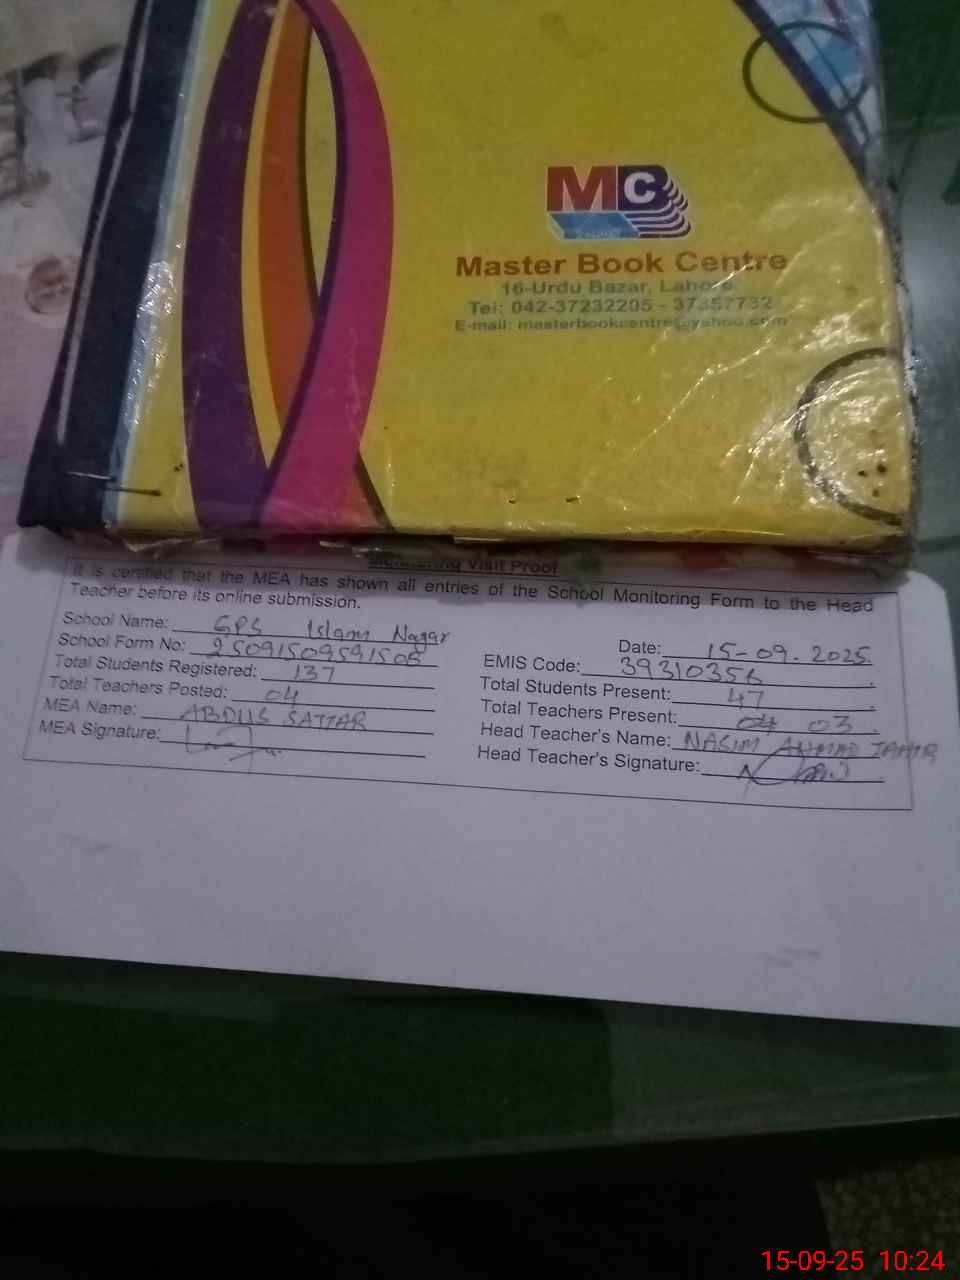 MC
Master Book Centre
16-Urdu Bazar, Lahore.
Tel: 042-37232205 - 37357732
E-mail: masterbookcentre@yahoo.com
Monitoring Visit Proof
It is certified that the MEA has shown all entries of the School Monitoring Form to the Head
Teacher before its online submission.
School Name: GPS Islam Nagar
Date: 15-09-2025
School Form No: 25091509591508
EMIS Code: 39310356
Total Students Registered: 137
Total Students Present: 47
Total Teachers Posted: 04
Total Teachers Present: 04 03
MEA Name: ABDUS SATTAR
Head Teacher's Name: NASIM AHMAD TAHIR
MEA Signature:
Head Teacher's Signature:
15-09-25 10:24